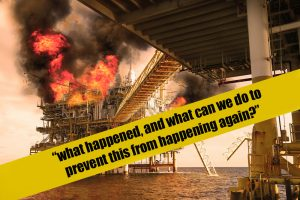 “what happened, and what can we do to
prevent this from happening again?”